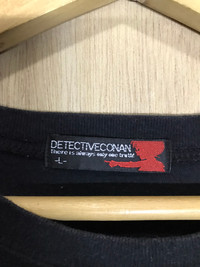 DETECTIVECONAN
there is always only one truth!
-L-